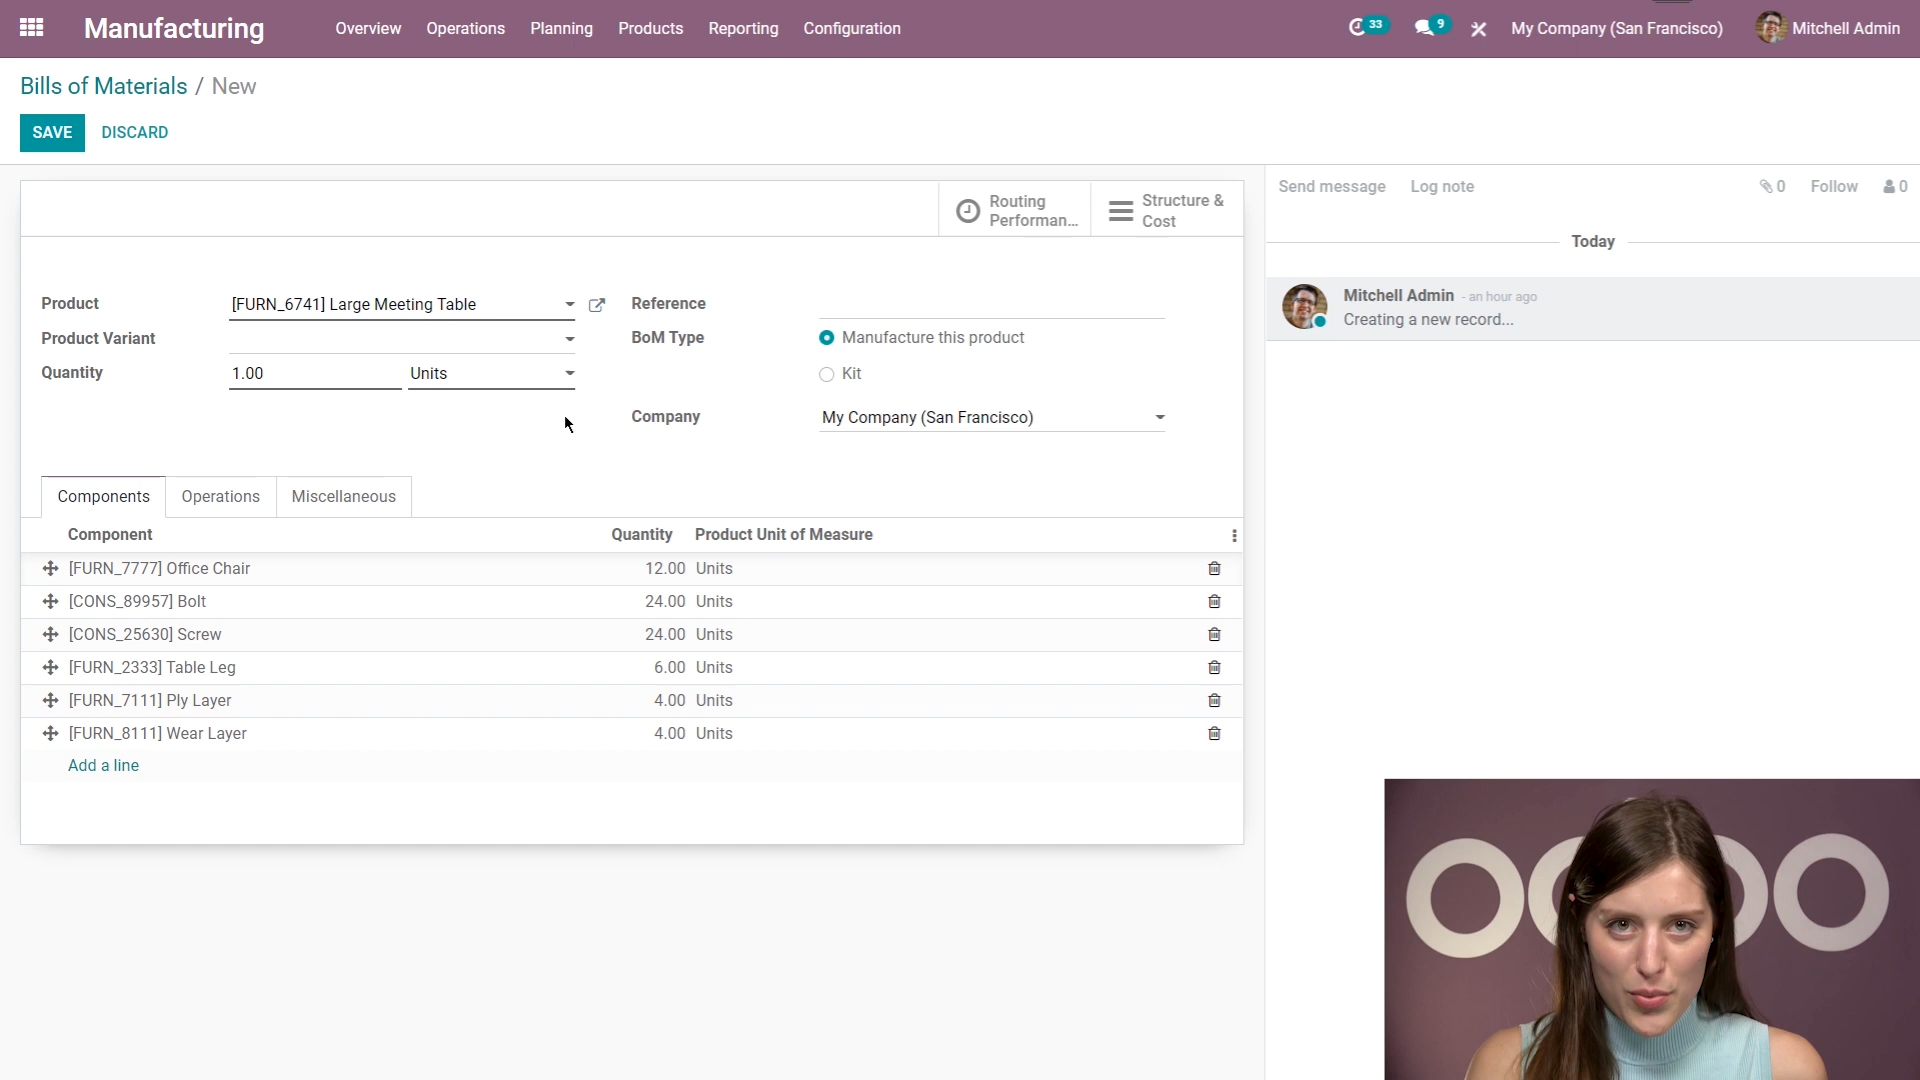 Manufacturing
Overview Operations Planning Products Reporting Configuration
33 9 My Company (San Francisco) Mitchell Admin
Bills of Materials / New
SAVE DISCARD
Send message Log note 0 Follow 0
Routing
Performan...
Structure &
Cost
Today
Mitchell Admin - an hour ago
Creating a new record...
Product [FURN_6741] Large Meeting Table
Product Variant
Quantity 1.00 Units
Reference
BoM Type Manufacture this product
Kit
Company My Company (San Francisco)
Components Operations Miscellaneous
Component Quantity Product Unit of Measure
[FURN_7777] Office Chair 12.00 Units
[CONS_89957] Bolt 24.00 Units
[CONS_25630] Screw 24.00 Units
[FURN_2333] Table Leg 6.00 Units
[FURN_7111] Ply Layer 4.00 Units
[FURN_8111] Wear Layer 4.00 Units
Add a line